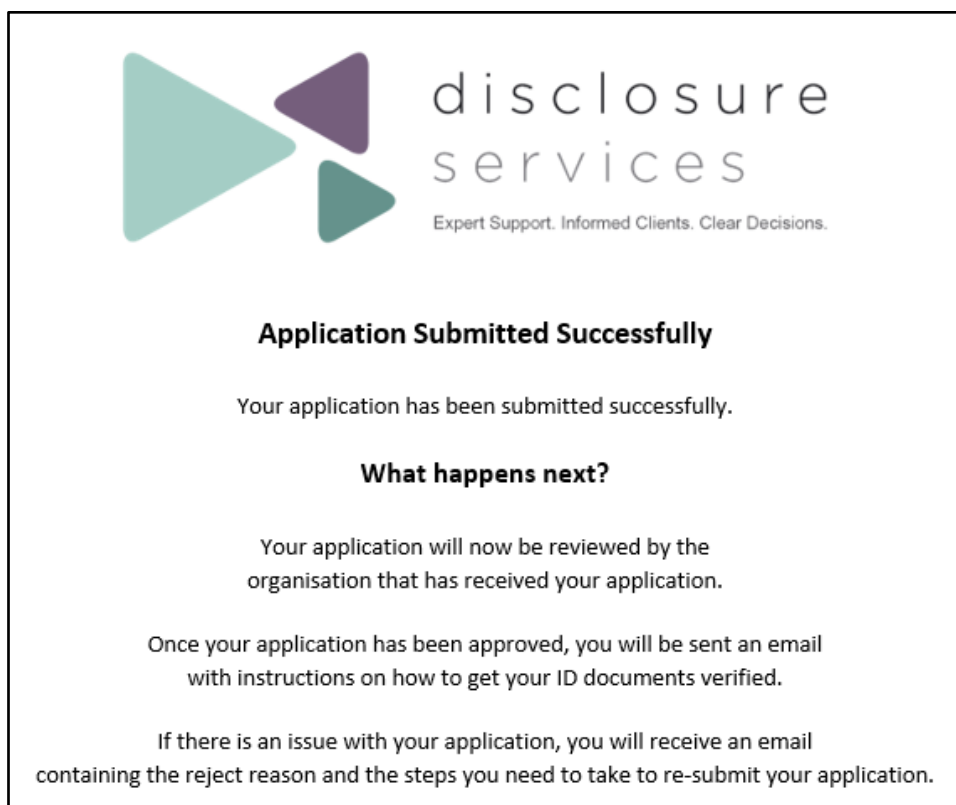 disclosure
services
Expert Support. Informed Clients. Clear Decisions.
Application Submitted Successfully
Your application has been submitted successfully.
What happens next?
Your application will now be reviewed by the
organisation that has received your application.
Once your application has been approved, you will be sent an email
with instructions on how to get your ID documents verified.
If there is an issue with your application, you will receive an email
containing the reject reason and the steps you need to take to re-submit your application.